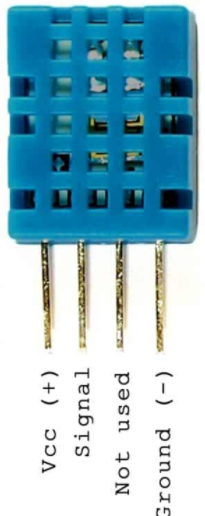 Vcc (+)
Signal
Not used
Ground (-)